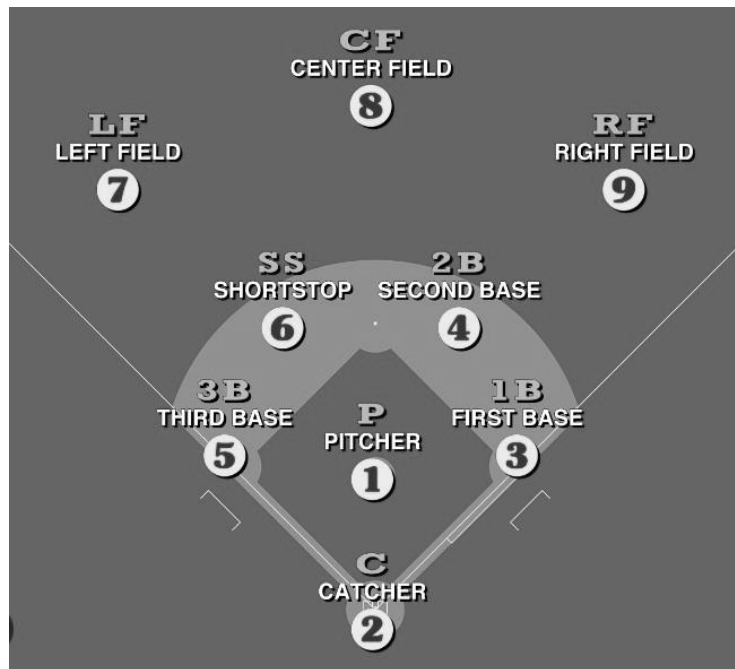 CF
CENTER FIELD
8
LF
LEFT FIELD
7
RF
RIGHT FIELD
9
SS
SHORTSTOP
6
2B
SECOND BASE
4
3B
THIRD BASE
5
P
PITCHER
1
1B
FIRST BASE
3
C
CATCHER
2